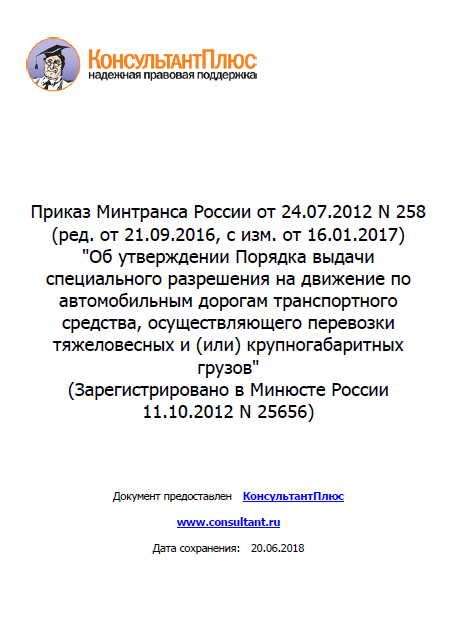 КонсультантПлюс
надежная правовая поддержка
Приказ Минтранса России от 24.07.2012 N 258
(ред. от 21.09.2016, с изм. от 16.01.2017)
"Об утверждении Порядка выдачи
специального разрешения на движение по
автомобильным дорогам транспортного
средства, осуществляющего перевозки
тяжеловесных и (или) крупногабаритных
грузов"
(Зарегистрировано в Минюсте России
11.10.2012 N 25656)
Документ предоставлен КонсультантПлюс
www.consultant.ru
Дата сохранения: 20.06.2018